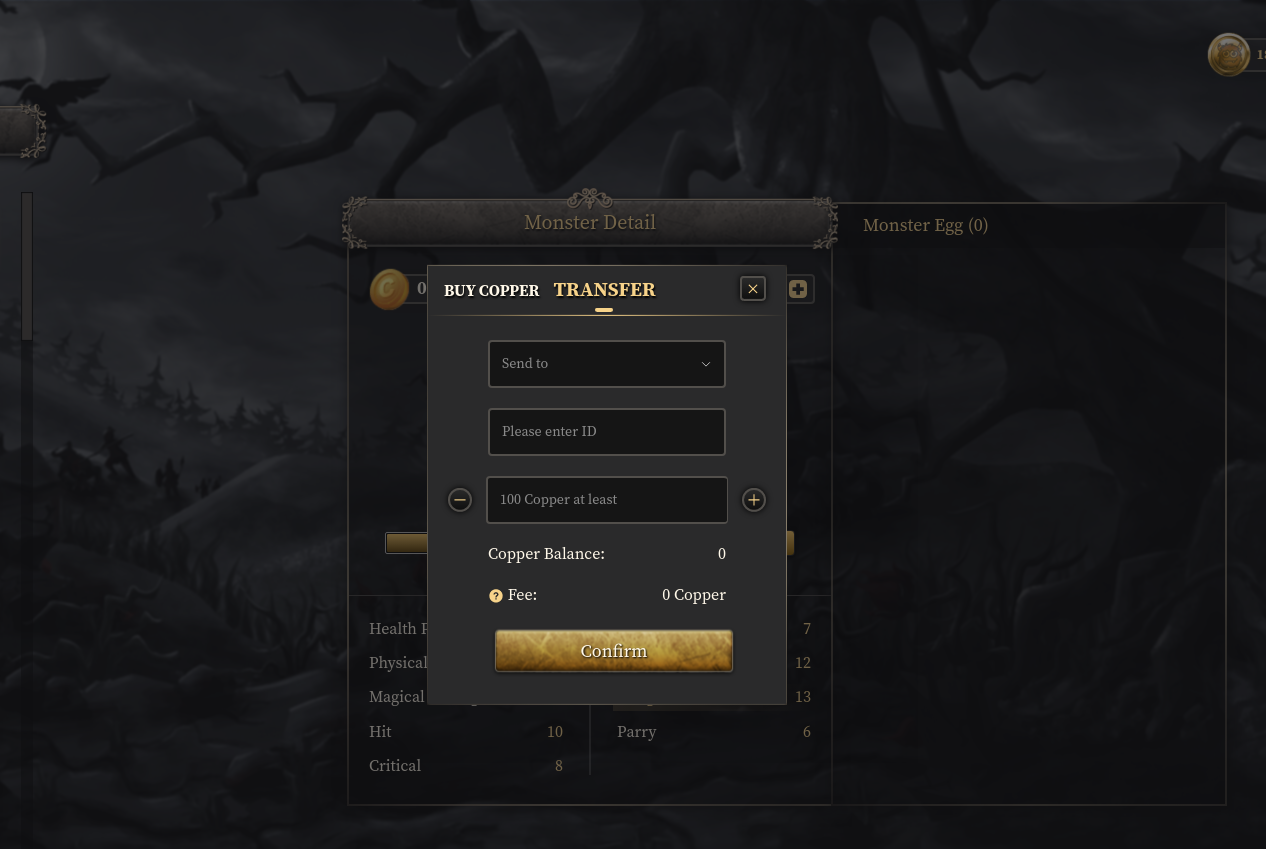 18
Monster Detail
Monster Egg (0)
0
BUY COPPER TRANSFER
Send to
Please enter ID
100 Copper at least
Copper Balance: 0
Fee: 0 Copper
Confirm
Health 7
Physical 12
Magical 13
Hit 10 Parry 6
Critical 8